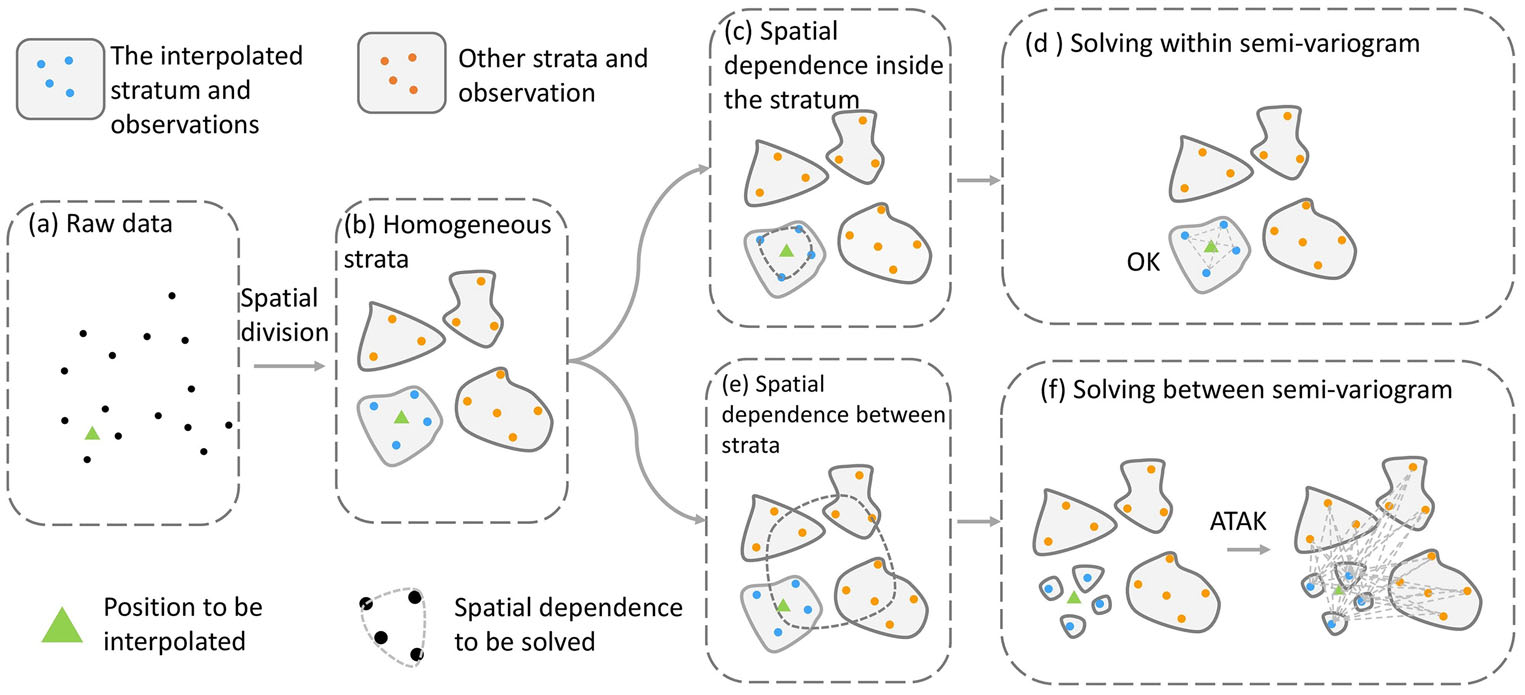 The interpolated
stratum and
observations
Other strata and
observation
(a) Raw data
Spatial
division
(b) Homogeneous
strata
(c) Spatial
dependence inside
the stratum
(d ) Solving within semi-variogram
OK
(e) Spatial
dependence between
strata
(f) Solving between semi-variogram
ATAK
Position to be
interpolated
Spatial dependence
to be solved